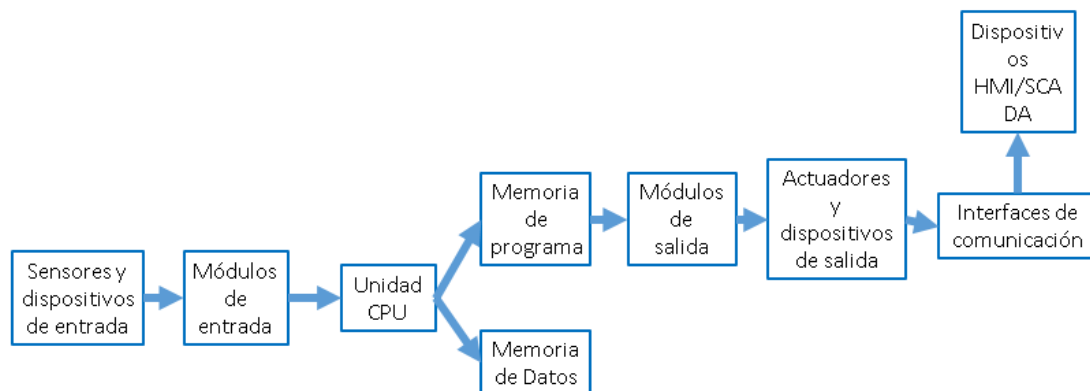 Sensores y
dispositivos
de entrada
Módulos
de
entrada
Unidad
CPU
Memoria
de
programa
Memoria
de Datos
Módulos
de
salida
Actuadores
y
dispositivos
de salida
Interfaces de
comunicación
Dispositiv
os
HMI/SCA
DA